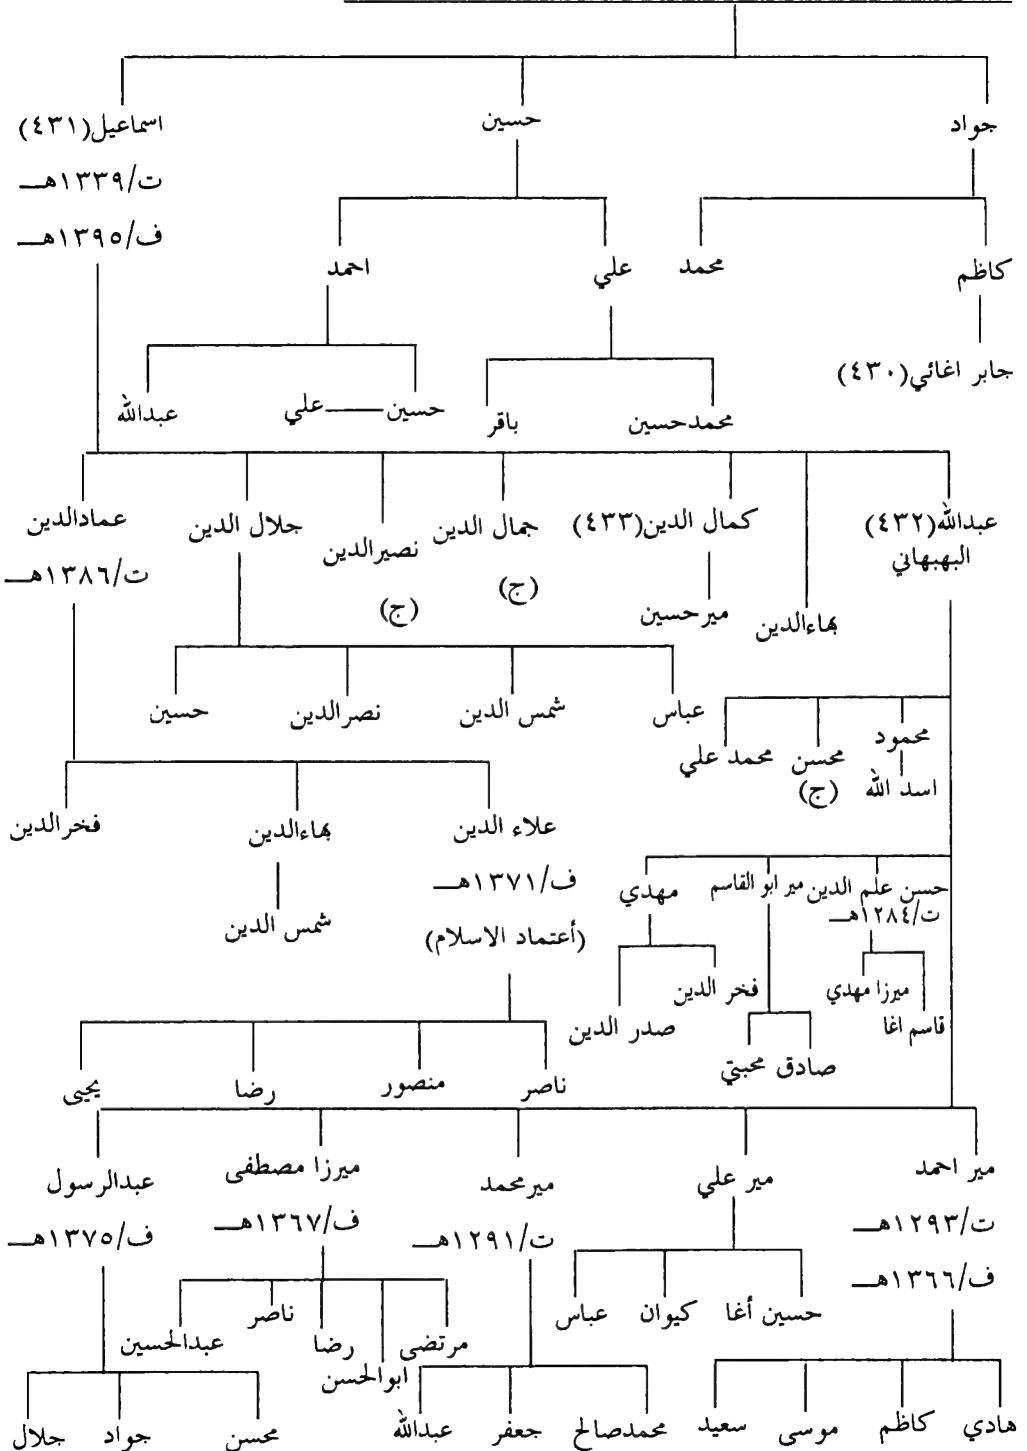 جواد
حسين
اسماعيل(٤٣١)
ت/١٣٣٩هـ
ف/١٣٩٥هـ
كاظم
محمد
علي
احمد
جابر اغائي(٤٣٠)
محمدحسين
باقر
حسين
علي
عبدالله
عبدالله(٤٣٢)
البهبهاني
بهاءالدين
كمال الدين(٤٣٣)
ميرحسين
جمال الدين
(ج)
نصيرالدين
(ج)
جلال الدين
عمادالدين
ت/١٣٨٦هـ
عباس
شمس الدين
نصرالدين
حسين
محمود
اسد الله
محسن
(ج)
محمد علي
علاء الدين
ف/١٣٧١هـ
(أعتماد الاسلام)
بهاءالدين
شمس الدين
فخرالدين
حسن علم الدين
ت/١٢٨٤هـ
مير ابو القاسم
مهدي
ميرزا مهدي
قاسم اغا
فخر الدين
صدر الدين
صادق
مجبتى
ناصر
منصور
رضا
يحيى
مير احمد
ت/١٢٩٣هـ
ف/١٣٦٦هـ
مير علي
ميرمحمد
ت/١٢٩١هـ
ميرزا مصطفى
ف/١٣٦٧هـ
عبدالرسول
ف/١٣٧٥هـ
حسين أغا
كيوان
عباس
مرتضى
ابوالحسن
رضا
ناصر
عبدالحسين
هادي
كاظم
موسى
سعيد
محمدصالح
جعفر
عبدالله
محسن
جواد
جلال